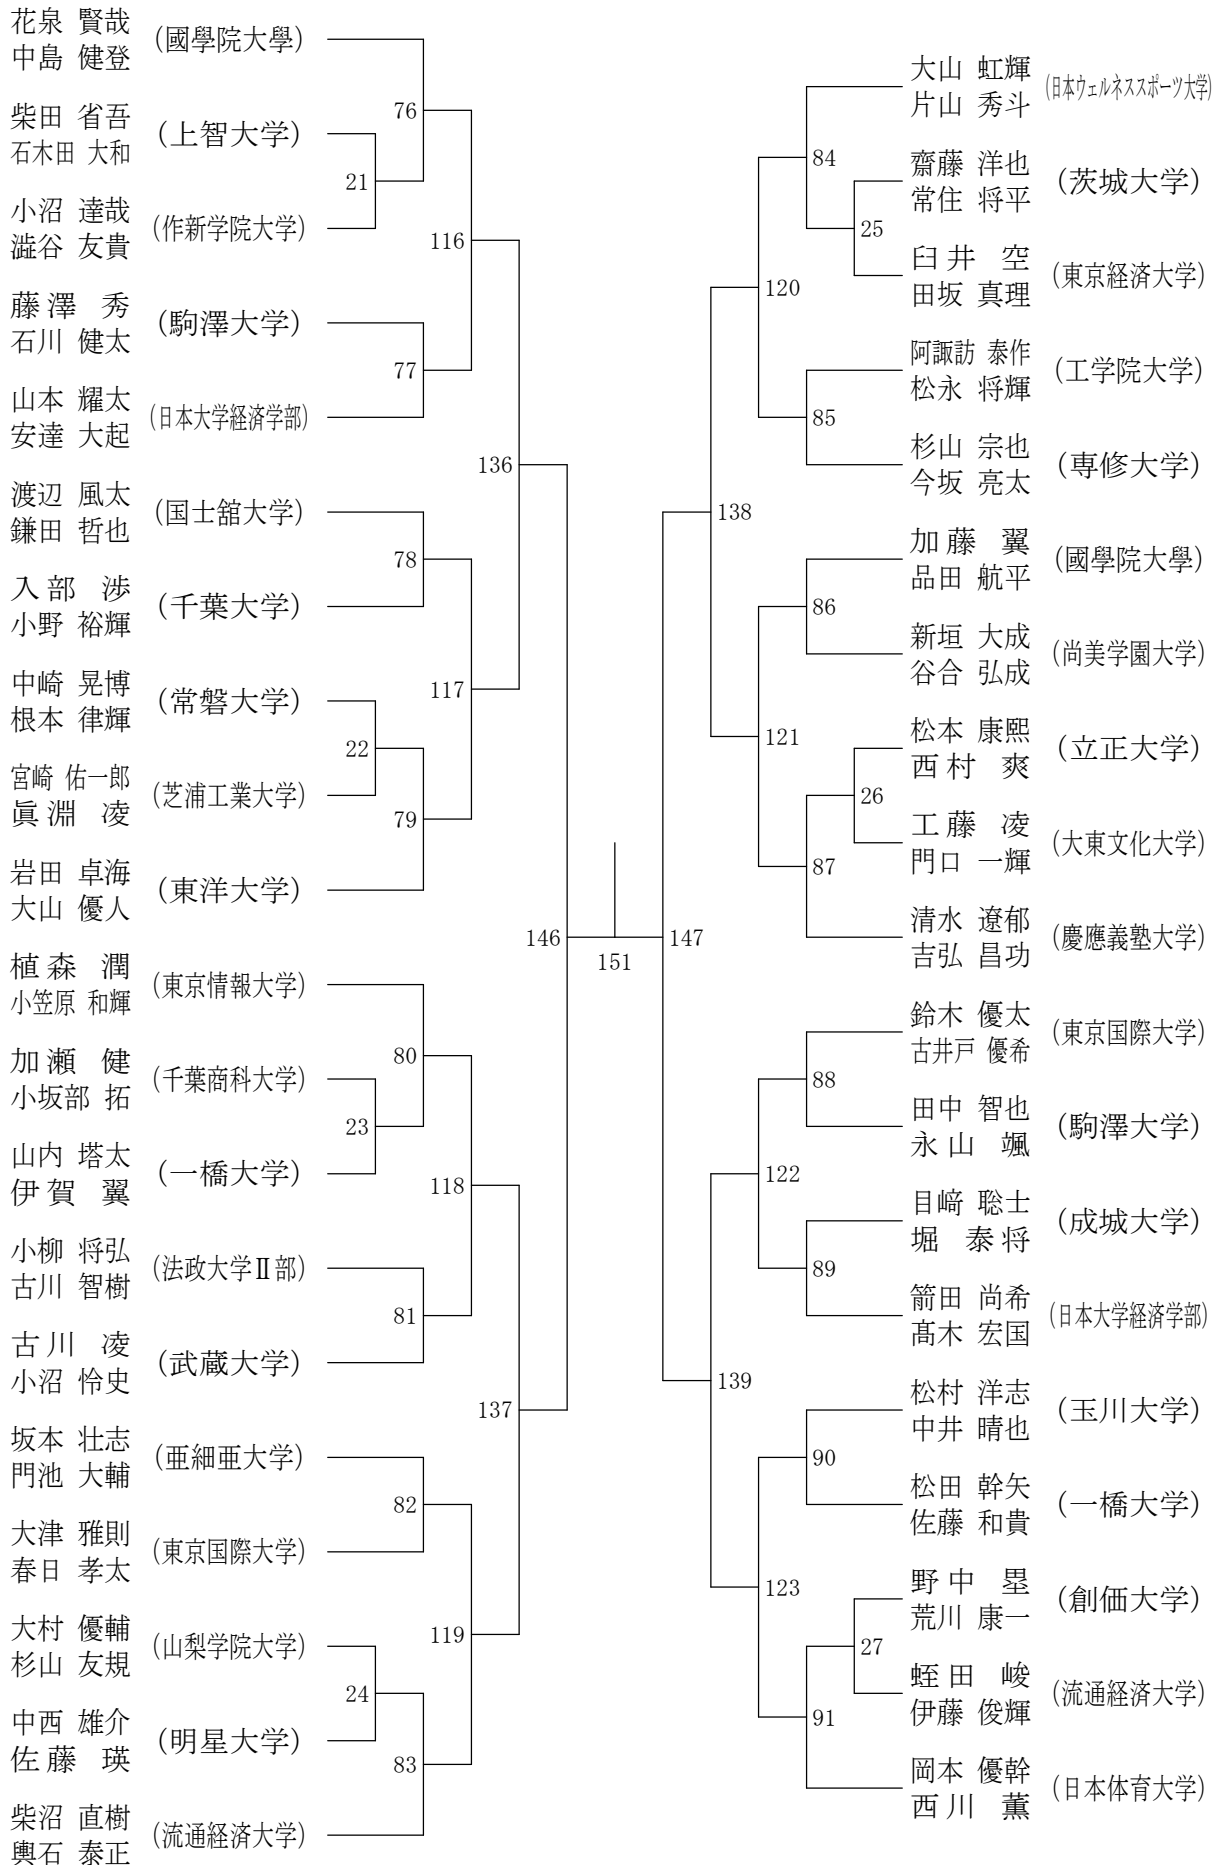 花泉 賢哉
中島 健登
(國學院大學)
柴田 省吾
石木田 大和
(上智大学)
小沼 達哉
澁谷 友貴
(作新学院大学)
藤澤 秀
石川 健太
(駒澤大学)
山本 耀太
安達 大起
(日本大学経済学部)
渡辺 風太
鎌田 哲也
(国士舘大学)
入部 渉
小野 裕輝
(千葉大学)
中崎 晃博
根本 律輝
(常磐大学)
宮崎 佑一郎
眞淵 凌
(芝浦工業大学)
岩田 卓海
大山 優人
(東洋大学)
植森 潤
小笠原 和輝
(東京情報大学)
加瀬 健
小坂部 拓
(千葉商科大学)
山内 塔太
伊賀 翼
(一橋大学)
小柳 将弘
古川 智樹
(法政大学Ⅱ部)
古川 凌
小沼 怜史
(武蔵大学)
坂本 壮志
門池 大輔
(亜細亜大学)
大津 雅則
春日 孝太
(東京国際大学)
大村 優輔
杉山 友規
(山梨学院大学)
中西 雄介
佐藤 瑛
(明星大学)
柴沼 直樹
輿石 泰正
(流通経済大学)
21
22
23
24
76
77
78
79
80
81
82
83
116
117
118
119
136
137
146
151
147
138
139
120
121
122
123
84
85
86
87
88
89
90
91
25
26
27
大山 虹輝
片山 秀斗
(日本ウェルネススポーツ大学)
齋藤 洋也
常住 将平
(茨城大学)
臼井 空
田坂 真理
(東京経済大学)
阿諏訪 泰作
松永 将輝
(工学院大学)
杉山 宗也
今坂 亮太
(専修大学)
加藤 翼
品田 航平
(國學院大學)
新垣 大成
谷合 弘成
(尚美学園大学)
松本 康熙
西村 爽
(立正大学)
工藤 凌
門口 一輝
(大東文化大学)
清水 遼郁
吉弘 昌功
(慶應義塾大学)
鈴木 優太
古井戸 優希
(東京国際大学)
田中 智也
永山 颯
(駒澤大学)
目﨑 聡士
堀 泰将
(成城大学)
箭田 尚希
髙木 宏国
(日本大学経済学部)
松村 洋志
中井 晴也
(玉川大学)
松田 幹矢
佐藤 和貴
(一橋大学)
野中 塁
荒川 康一
(創価大学)
蛭田 峻
伊藤 俊輝
(流通経済大学)
岡本 優幹
西川 薫
(日本体育大学)